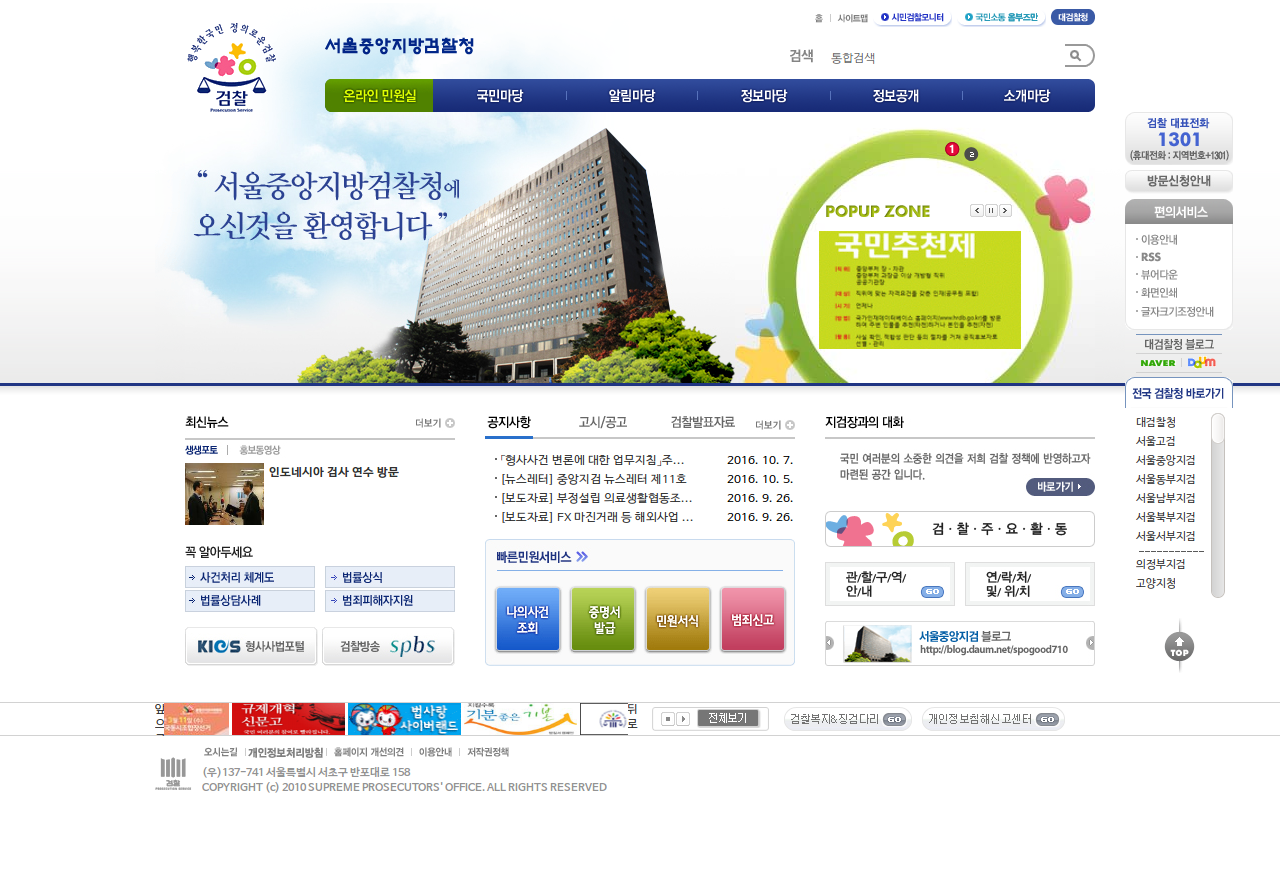 홈 사이트맵 시민검찰모니터 국민소통 옴부즈만 대검찰청
행복한국민 정의로운검찰
검찰
Prosecution Service
서울중앙지방검찰청
검색 통합검색
온라인 민원실 국민마당 알림마당 정보마당 정보공개 소개마당
“ 서울중앙지방검찰청에
오신것을 환영합니다 ”
1 2
POPUP ZONE
국민추천제
검찰 대표전화
1301
(휴대전화 : 지역번호+1301)
방문신청안내
편의서비스
· 이용안내
· RSS
· 뷰어다운
· 화면인쇄
· 글자크기조정안내
대검찰청 블로그
NAVER Daum
전국 검찰청 바로가기
대검찰청
서울고검
서울중앙지검
서울동부지검
서울남부지검
서울북부지검
서울서부지검
------------
의정부지검
고양지청
TOP
최신뉴스 더보기
생생포토 홍보동영상
인도네시아 검사 연수 방문
꼭 알아두세요
사건처리 체계도 법률상식
법률상담사례 범죄피해자지원
KICS 형사사법포털 검찰방송 spbs
공지사항 고시/공고 검찰발표자료 더보기
· 「형사사건 변론에 대한 업무지침」주... 2016. 10. 7.
· [뉴스레터] 중앙지검 뉴스레터 제11호 2016. 10. 5.
· [보도자료] 부정설립 의료생활협동조... 2016. 9. 26.
· [보도자료] FX 마진거래 등 해외사업 ... 2016. 9. 26.
빠른민원서비스
나의사건 조회 증명서 발급 민원서식 범죄신고
지검장과의 대화
국민 여러분의 소중한 의견을 저희 검찰 정책에 반영하고자
마련된 공간 입니다.
바로가기
검 · 찰 · 주 · 요 · 활 · 동
관/할/구/역/
안/내 GO
연/락/처/
및/ 위/치 GO
서울중앙지검 블로그
http://blog.daum.net/spogood710
규제개혁
신문고
법사랑
사이버랜드
기분좋은 기본
뒤로
전체보기
검찰복지&징검다리 GO 개인정보침해신고센터 GO
오시는길 개인정보처리방침 홈페이지 개선의견 이용안내 저작권정책
검찰
(우)137-741 서울특별시 서초구 반포대로 158
COPYRIGHT (c) 2010 SUPREME PROSECUTORS' OFFICE. ALL RIGHTS RESERVED